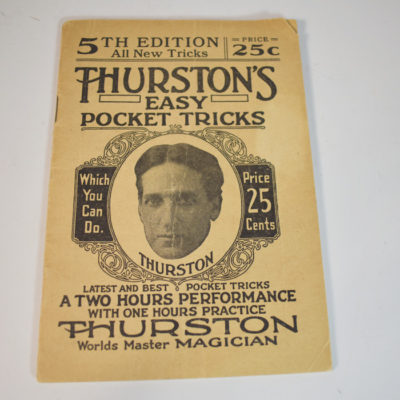 5TH EDITION
All New Tricks
PRICE
25c
THURSTON'S
EASY
POCKET TRICKS
Which
You
Can
Do.
Price
25
Cents
THURSTON
LATEST AND BEST POCKET TRICKS
A TWO HOURS PERFORMANCE
WITH ONE HOURS PRACTICE
THURSTON
Worlds Master MAGICIAN